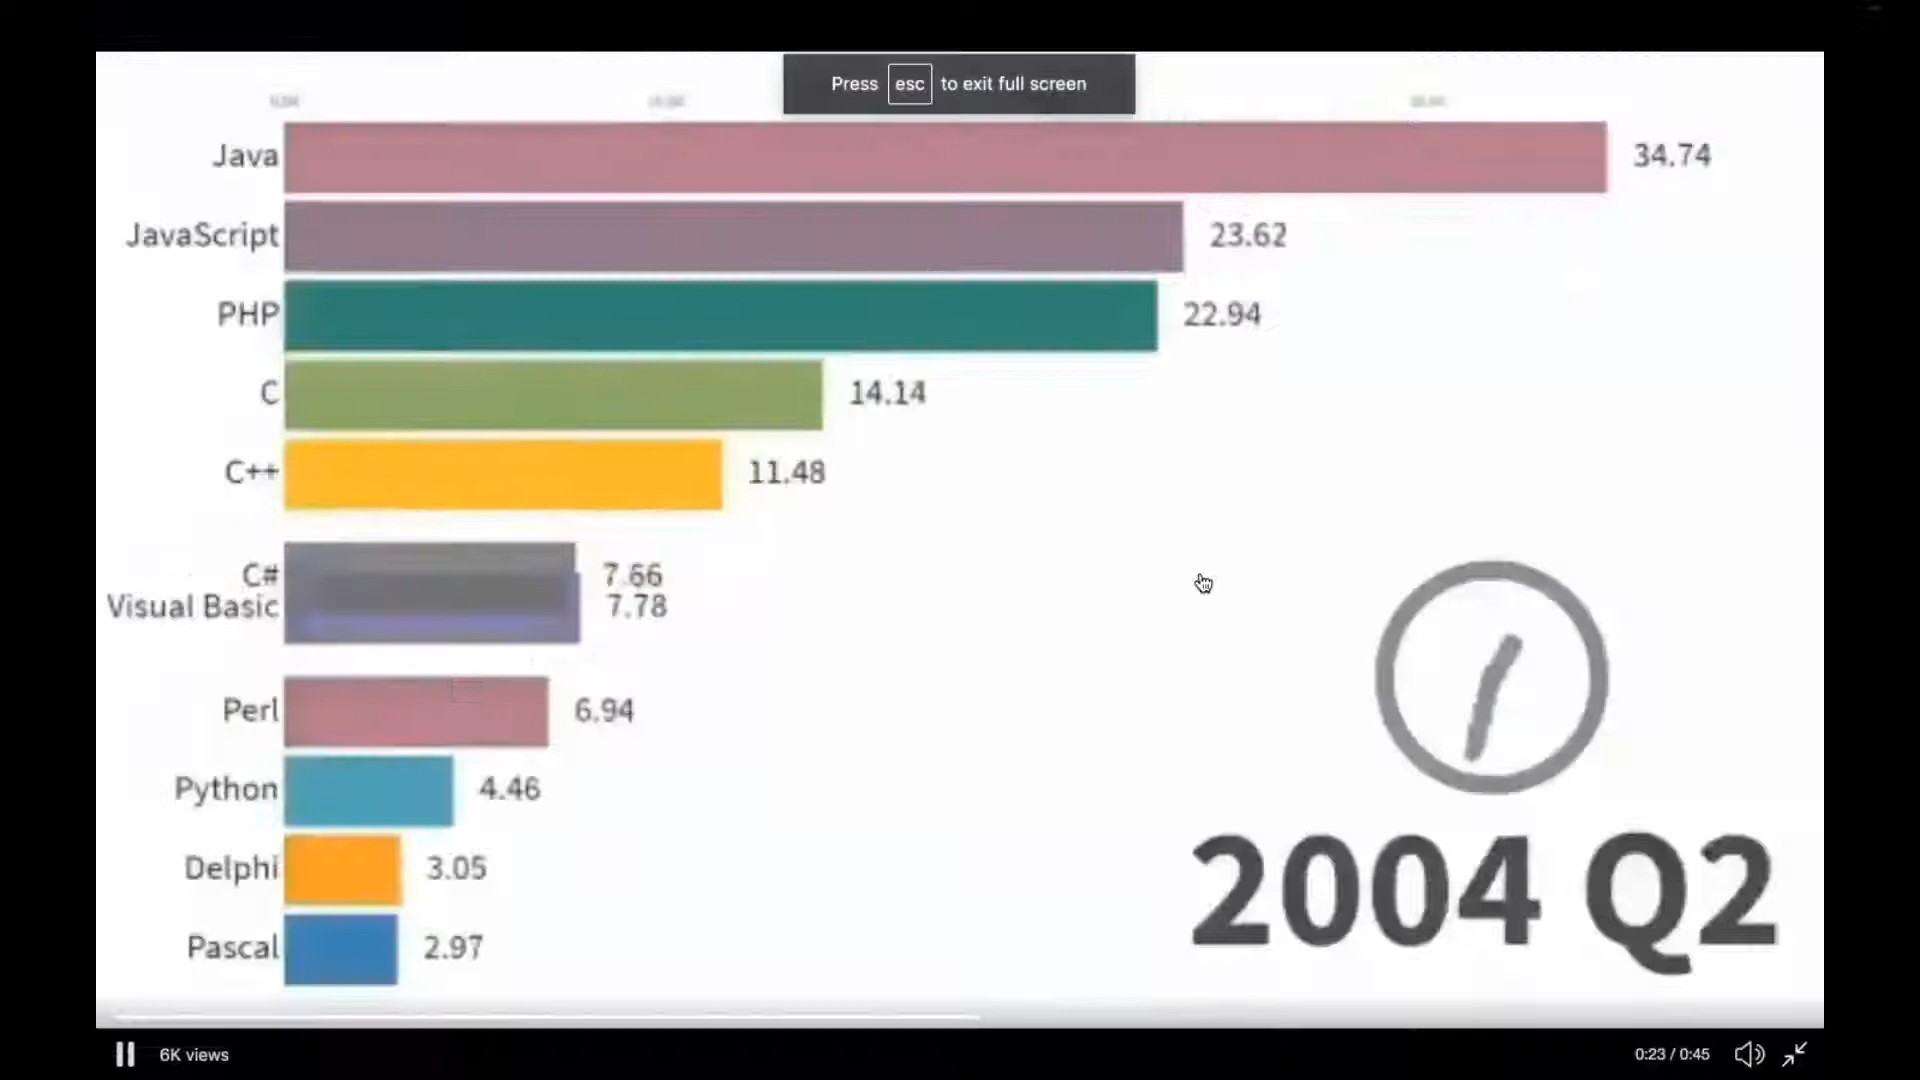 Press esc to exit full screen
Java 34.74
JavaScript 23.62
PHP 22.94
C 14.14
C++ 11.48
C# 7.66
Visual Basic 7.78
Perl 6.94
Python 4.46
Delphi 3.05
Pascal 2.97
2004 Q2
6K views
0:23 / 0:45